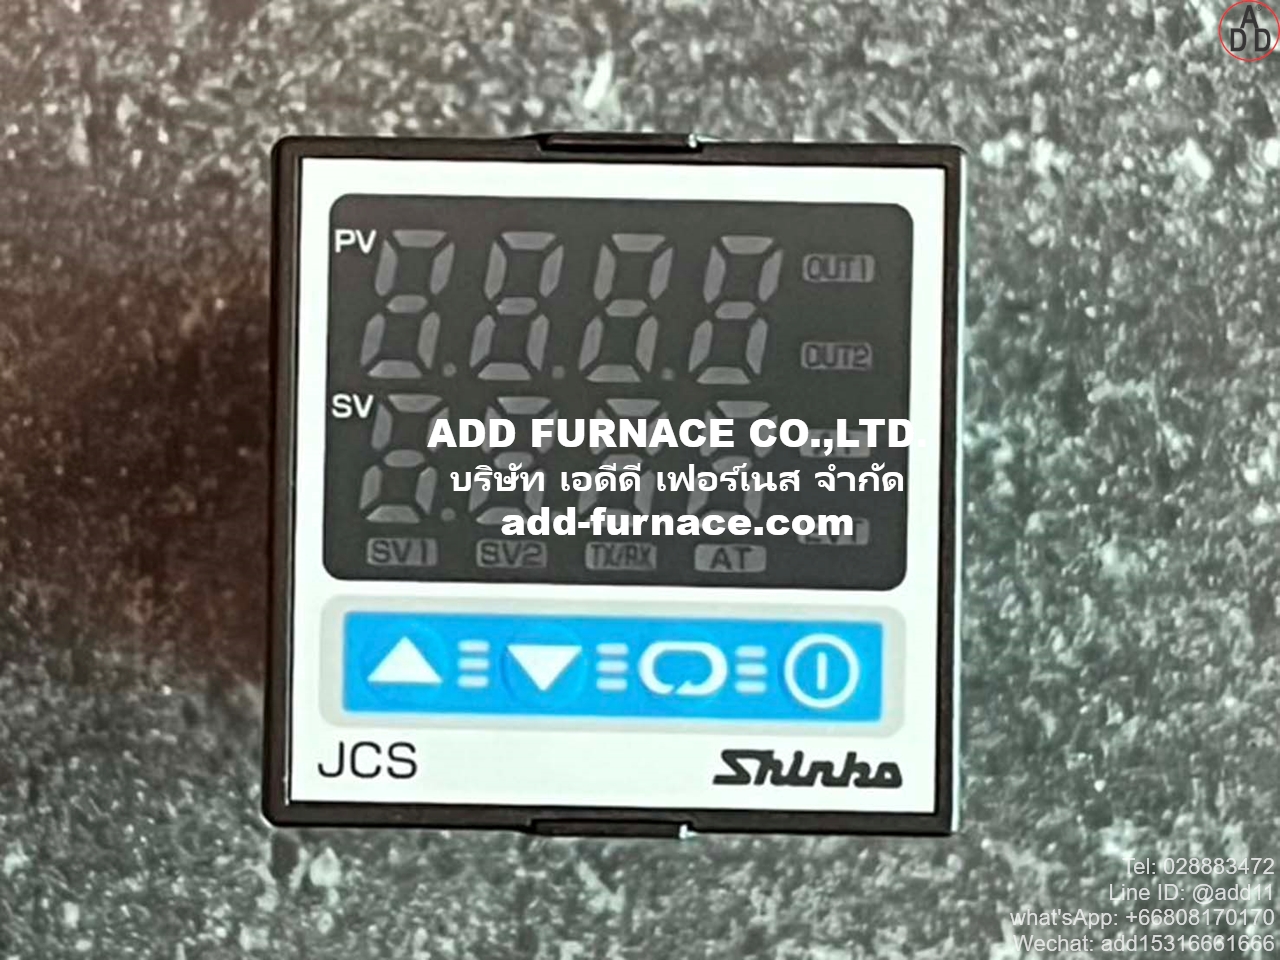 A
DD
PV
OUT1
OUT2
SV
ADD FURNACE CO.,LTD.
บริษัท เอดีดี เฟอร์เนส จำกัด
add-furnace.com
EVT
SV1 SV2 TX/RX AT
JCS Shinko
Tel: 028883472
Line ID: @add11
what'sApp: +66808170170
Wechat: add15316661666